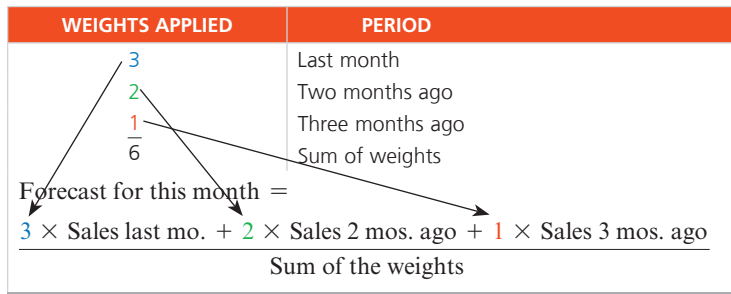 WEIGHTS APPLIED PERIOD
3 Last month
2 Two months ago
1 Three months ago
6 Sum of weights
Forecast for this month =
3 × Sales last mo. + 2 × Sales 2 mos. ago + 1 × Sales 3 mos. ago
Sum of the weights